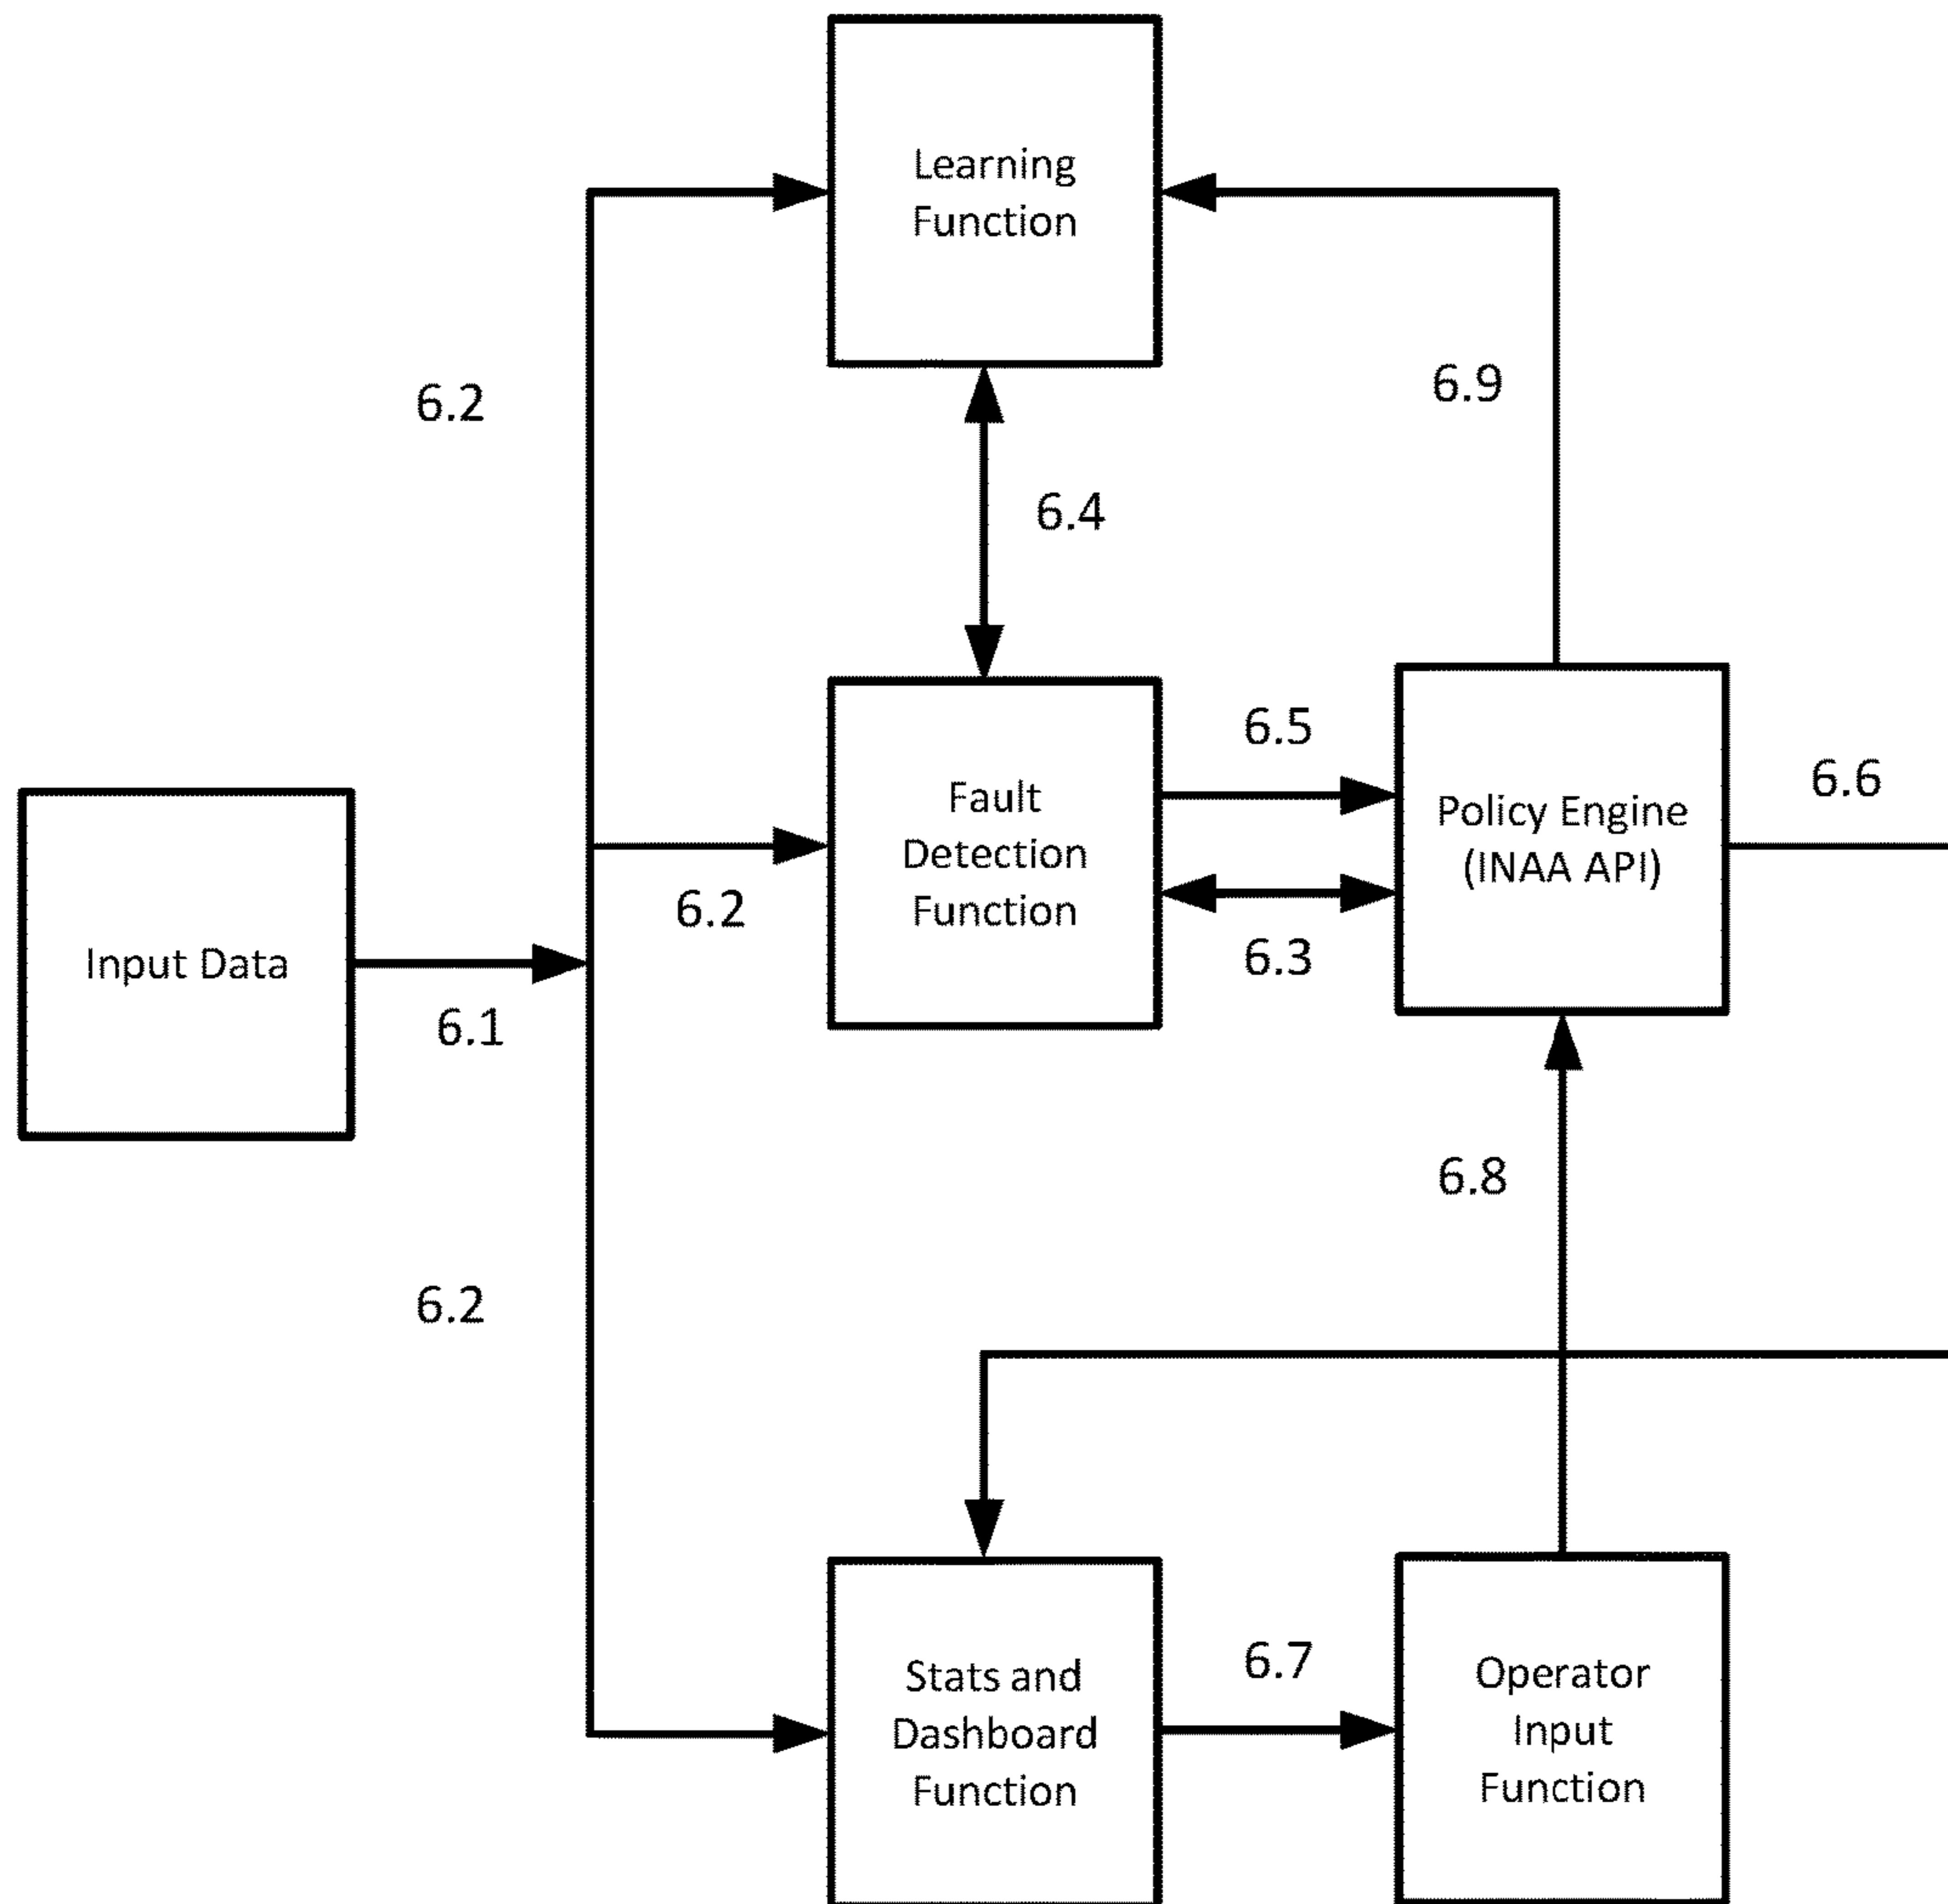 Learning
Function
6.2
6.9
6.4
6.5
6.6
Fault
Detection
Function
Policy Engine
(INAA API)
6.2
6.3
Input Data
6.1
6.8
6.2
6.7
Stats and
Dashboard
Function
Operator
Input
Function